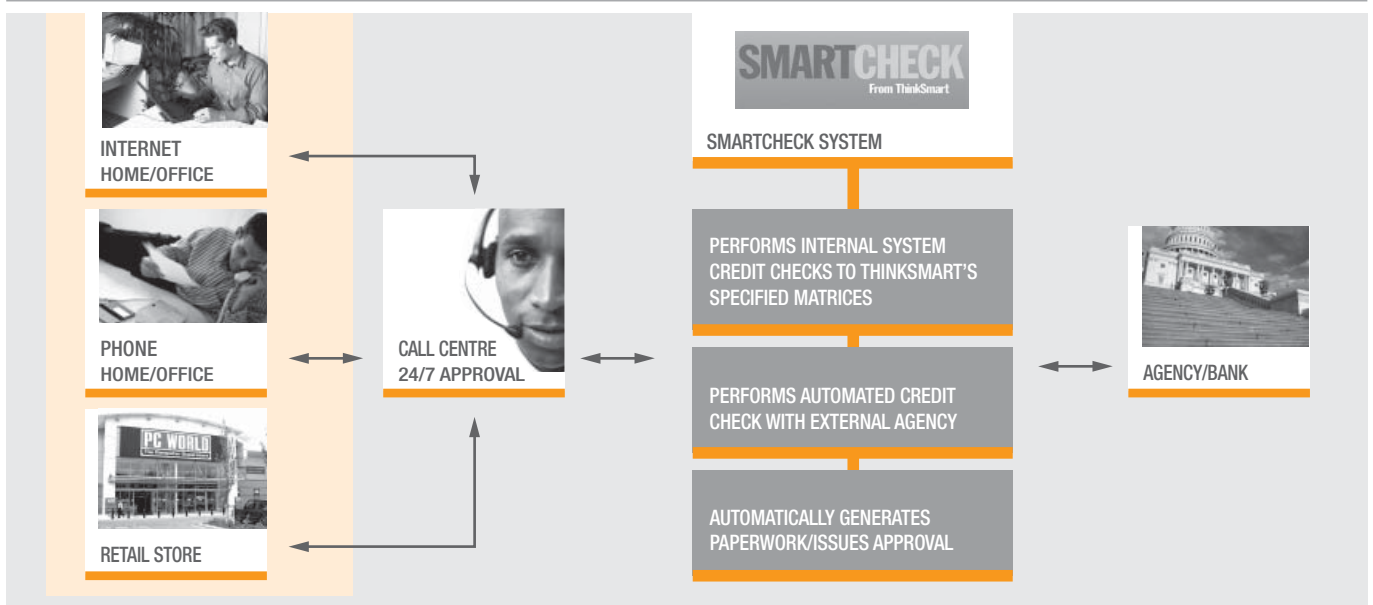 INTERNET
HOME/OFFICE
PHONE
HOME/OFFICE
PC WORLD
RETAIL STORE
CALL CENTRE
24/7 APPROVAL
SMARTCHECK
From ThinkSmart
SMARTCHECK SYSTEM
PERFORMS INTERNAL SYSTEM
CREDIT CHECKS TO THINKSMART’S
SPECIFIED MATRICES
PERFORMS AUTOMATED CREDIT
CHECK WITH EXTERNAL AGENCY
AUTOMATICALLY GENERATES
PAPERWORK/ISSUES APPROVAL
AGENCY/BANK